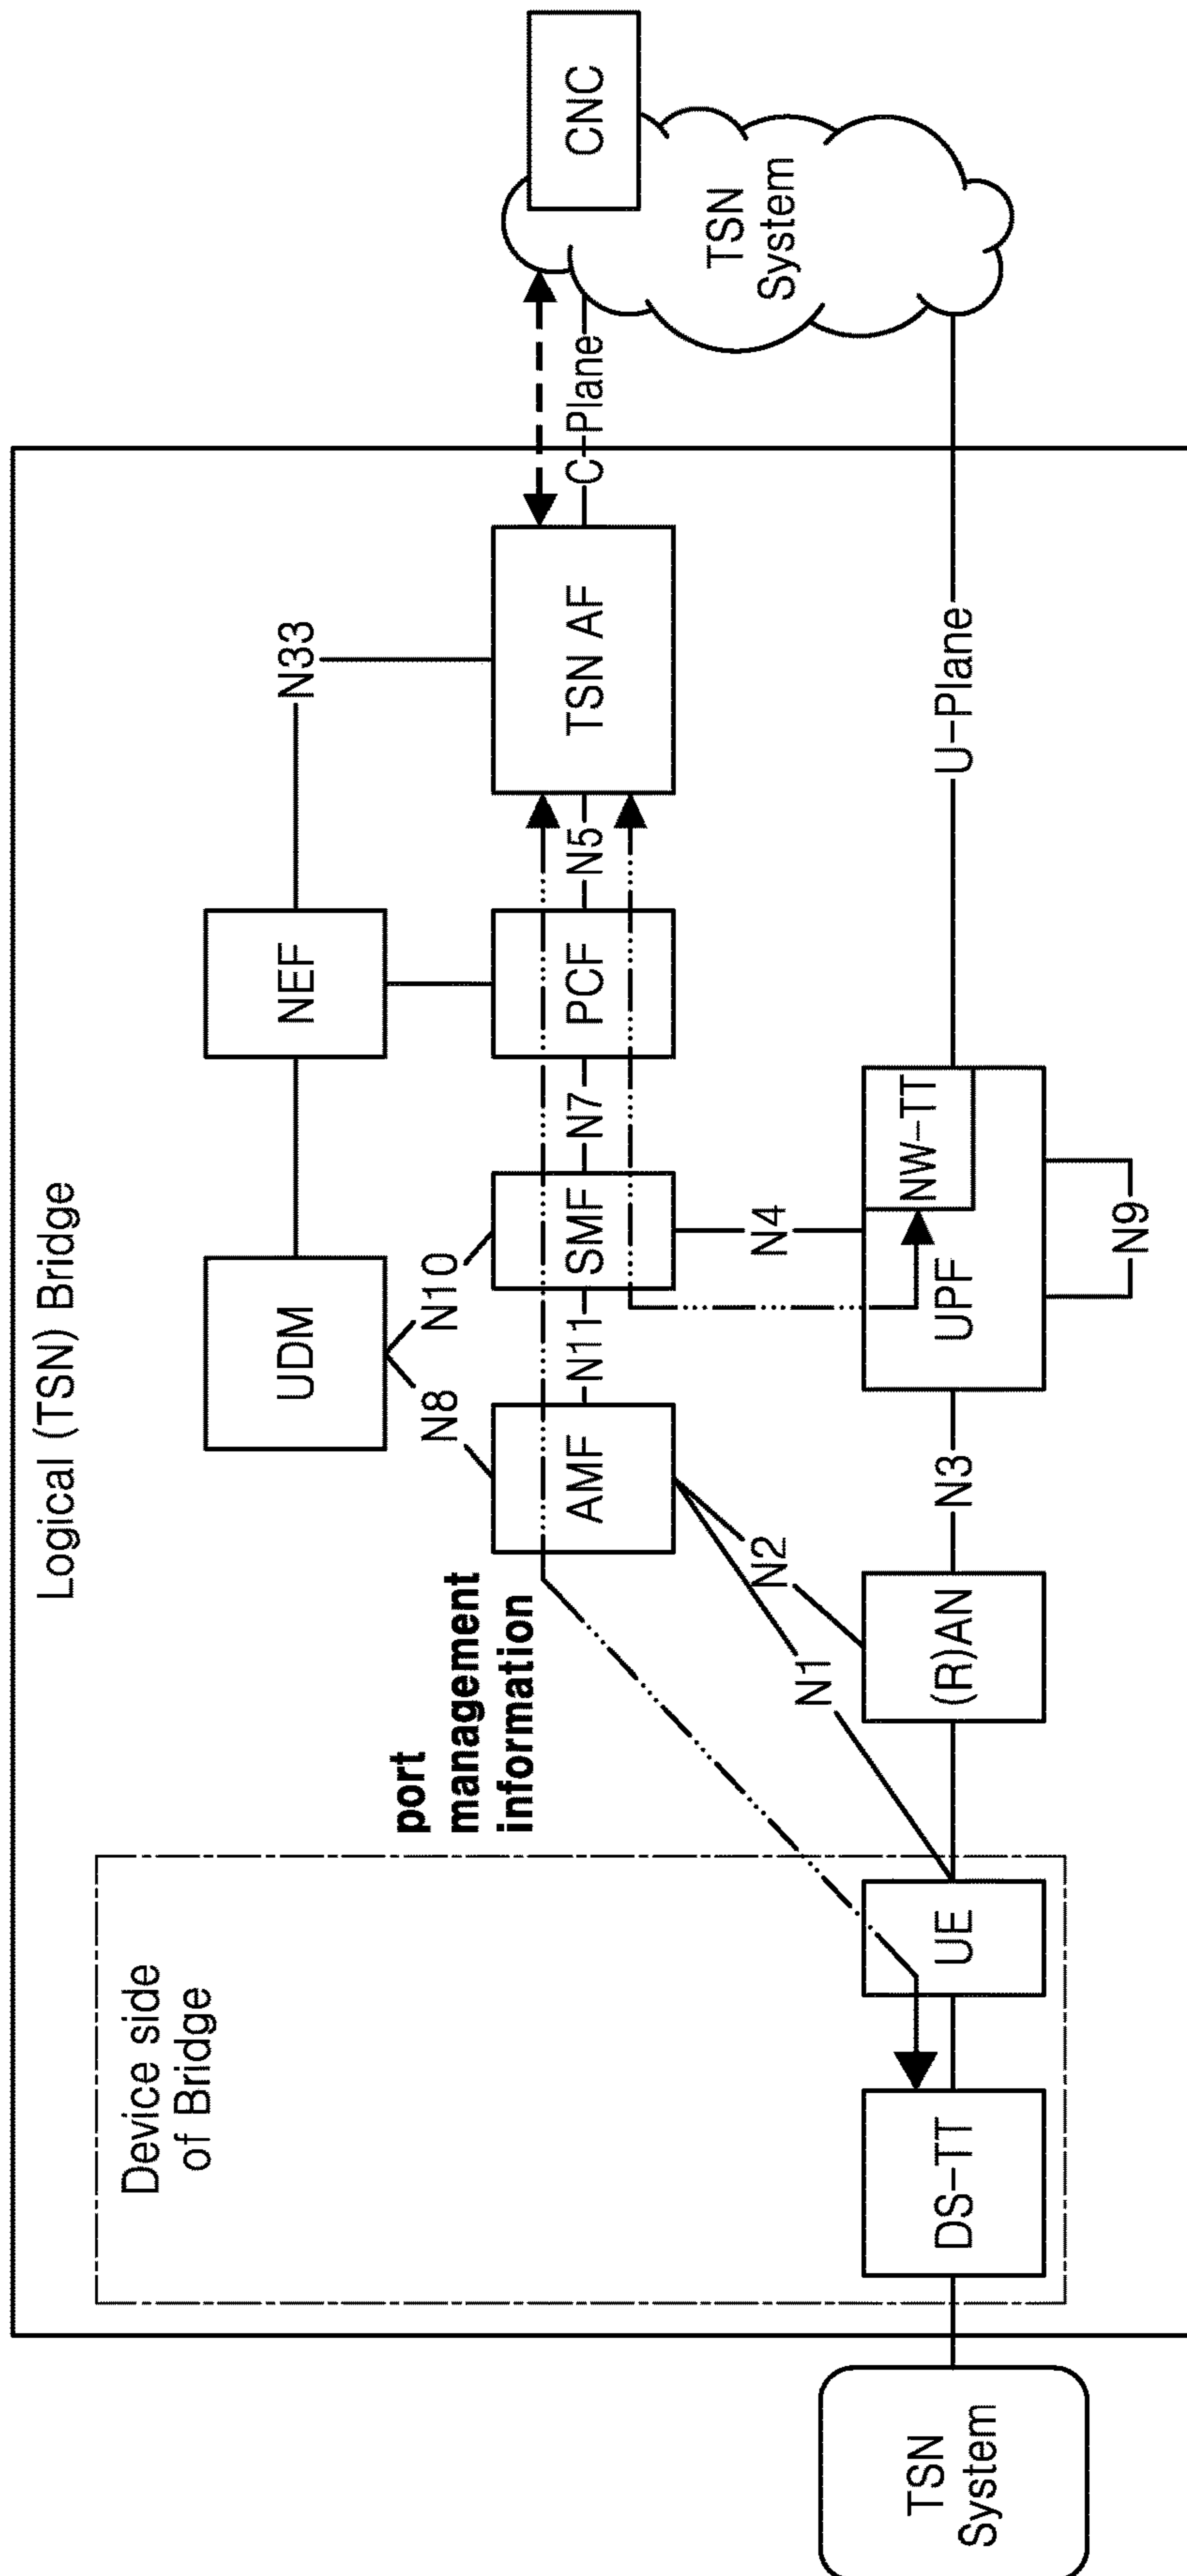 Logical (TSN) Bridge
Device side
of Bridge
port
management
information
UDM
NEF
N33
N8
N10
AMF
N11
SMF
N7
PCF
N5
TSN AF
C-Plane
CNC
TSN
System
N1
N2
N4
TSN
System
DS-TT
UE
(R)AN
N3
UPF
NW-TT
U-Plane
N9